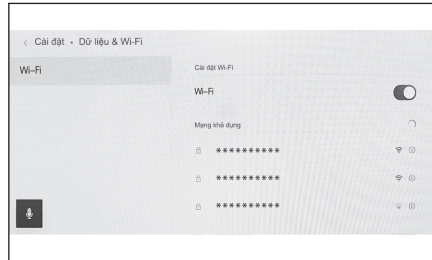 Cài đặt • Dữ liệu & Wi-Fi
Wi-Fi
Cài đặt Wi-Fi
Wi-Fi
Mạng khả dụng
**********
**********
**********